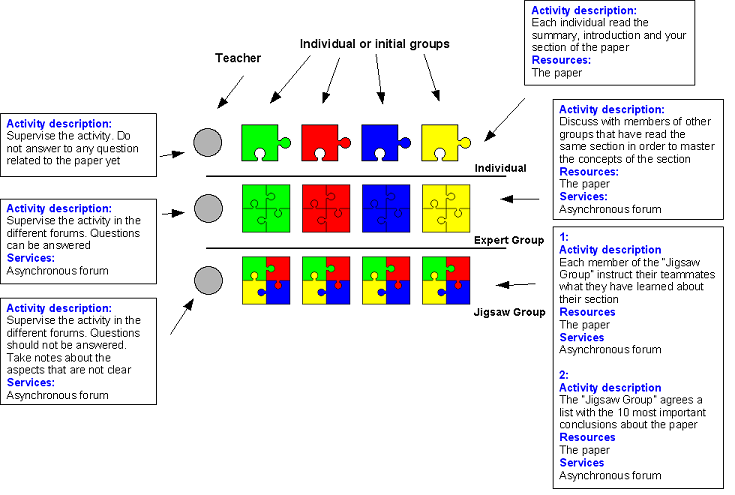 Teacher
Individual or initial groups
Activity description:
Each individual read the
summary, introduction and your
section of the paper
Resources:
The paper
Activity description:
Supervise the activity. Do
not answer to any question
related to the paper yet
Activity description:
Discuss with members of other
groups that have read the
same section in order to master
the concepts of the section
Resources:
The paper
Services:
Asynchronous forum
Individual
Activity description:
Supervise the activity in the
different forums. Questions
can be answered
Services:
Asynchronous forum
Expert Group
1:
Activity description
Each member of the "Jigsaw
Group" instruct their teammates
what they have learned about
their section
Resources
The paper
Services
Asynchronous forum
2:
Activity description
The "Jigsaw Group" agrees a
list with the 10 most important
conclusions about the paper
Resources
The paper
Services
Asynchronous forum
Jigsaw Group
Activity description:
Supervise the activity in the
different forums. Questions
should not be answered.
Take notes about the
aspects that are not clear
Services:
Asynchronous forum